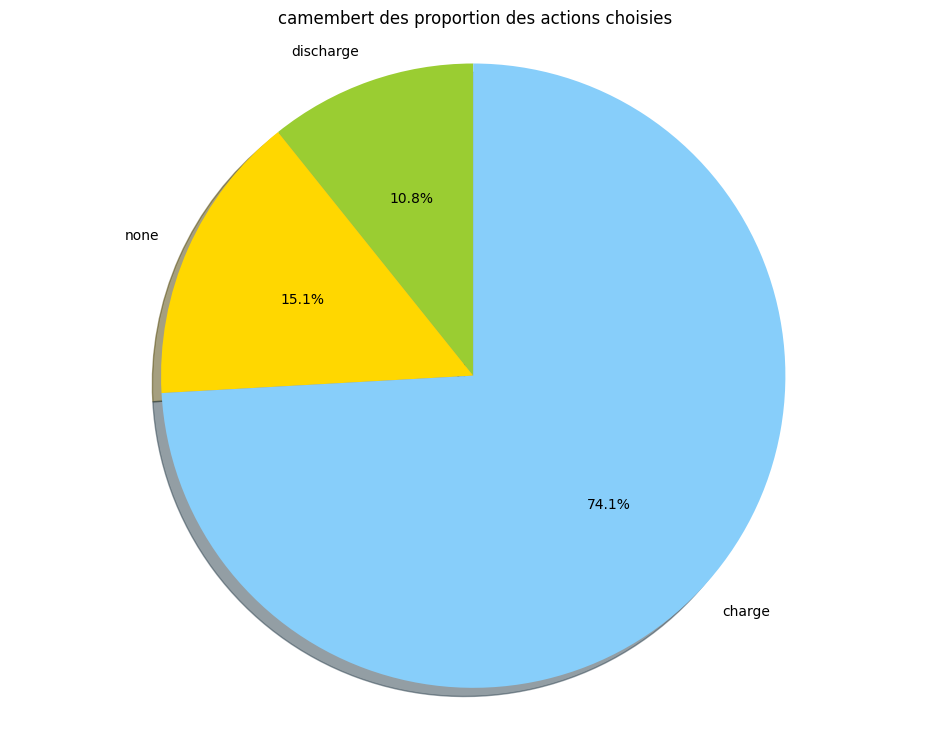 camembert des proportion des actions choisies
discharge
10.8%
none
15.1%
74.1%
charge